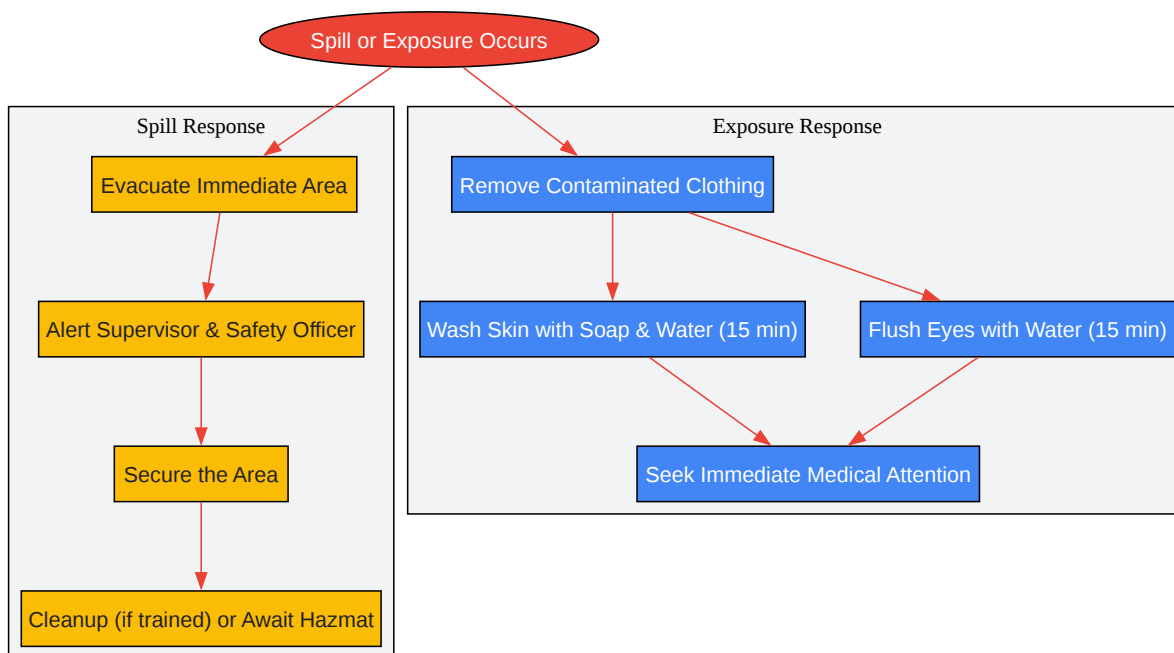 Spill or Exposure Occurs
Spill Response
Evacuate Immediate Area
Alert Supervisor & Safety Officer
Secure the Area
Cleanup (if trained) or Await Hazmat
Exposure Response
Remove Contaminated Clothing
Wash Skin with Soap & Water (15 min)
Flush Eyes with Water (15 min)
Seek Immediate Medical Attention